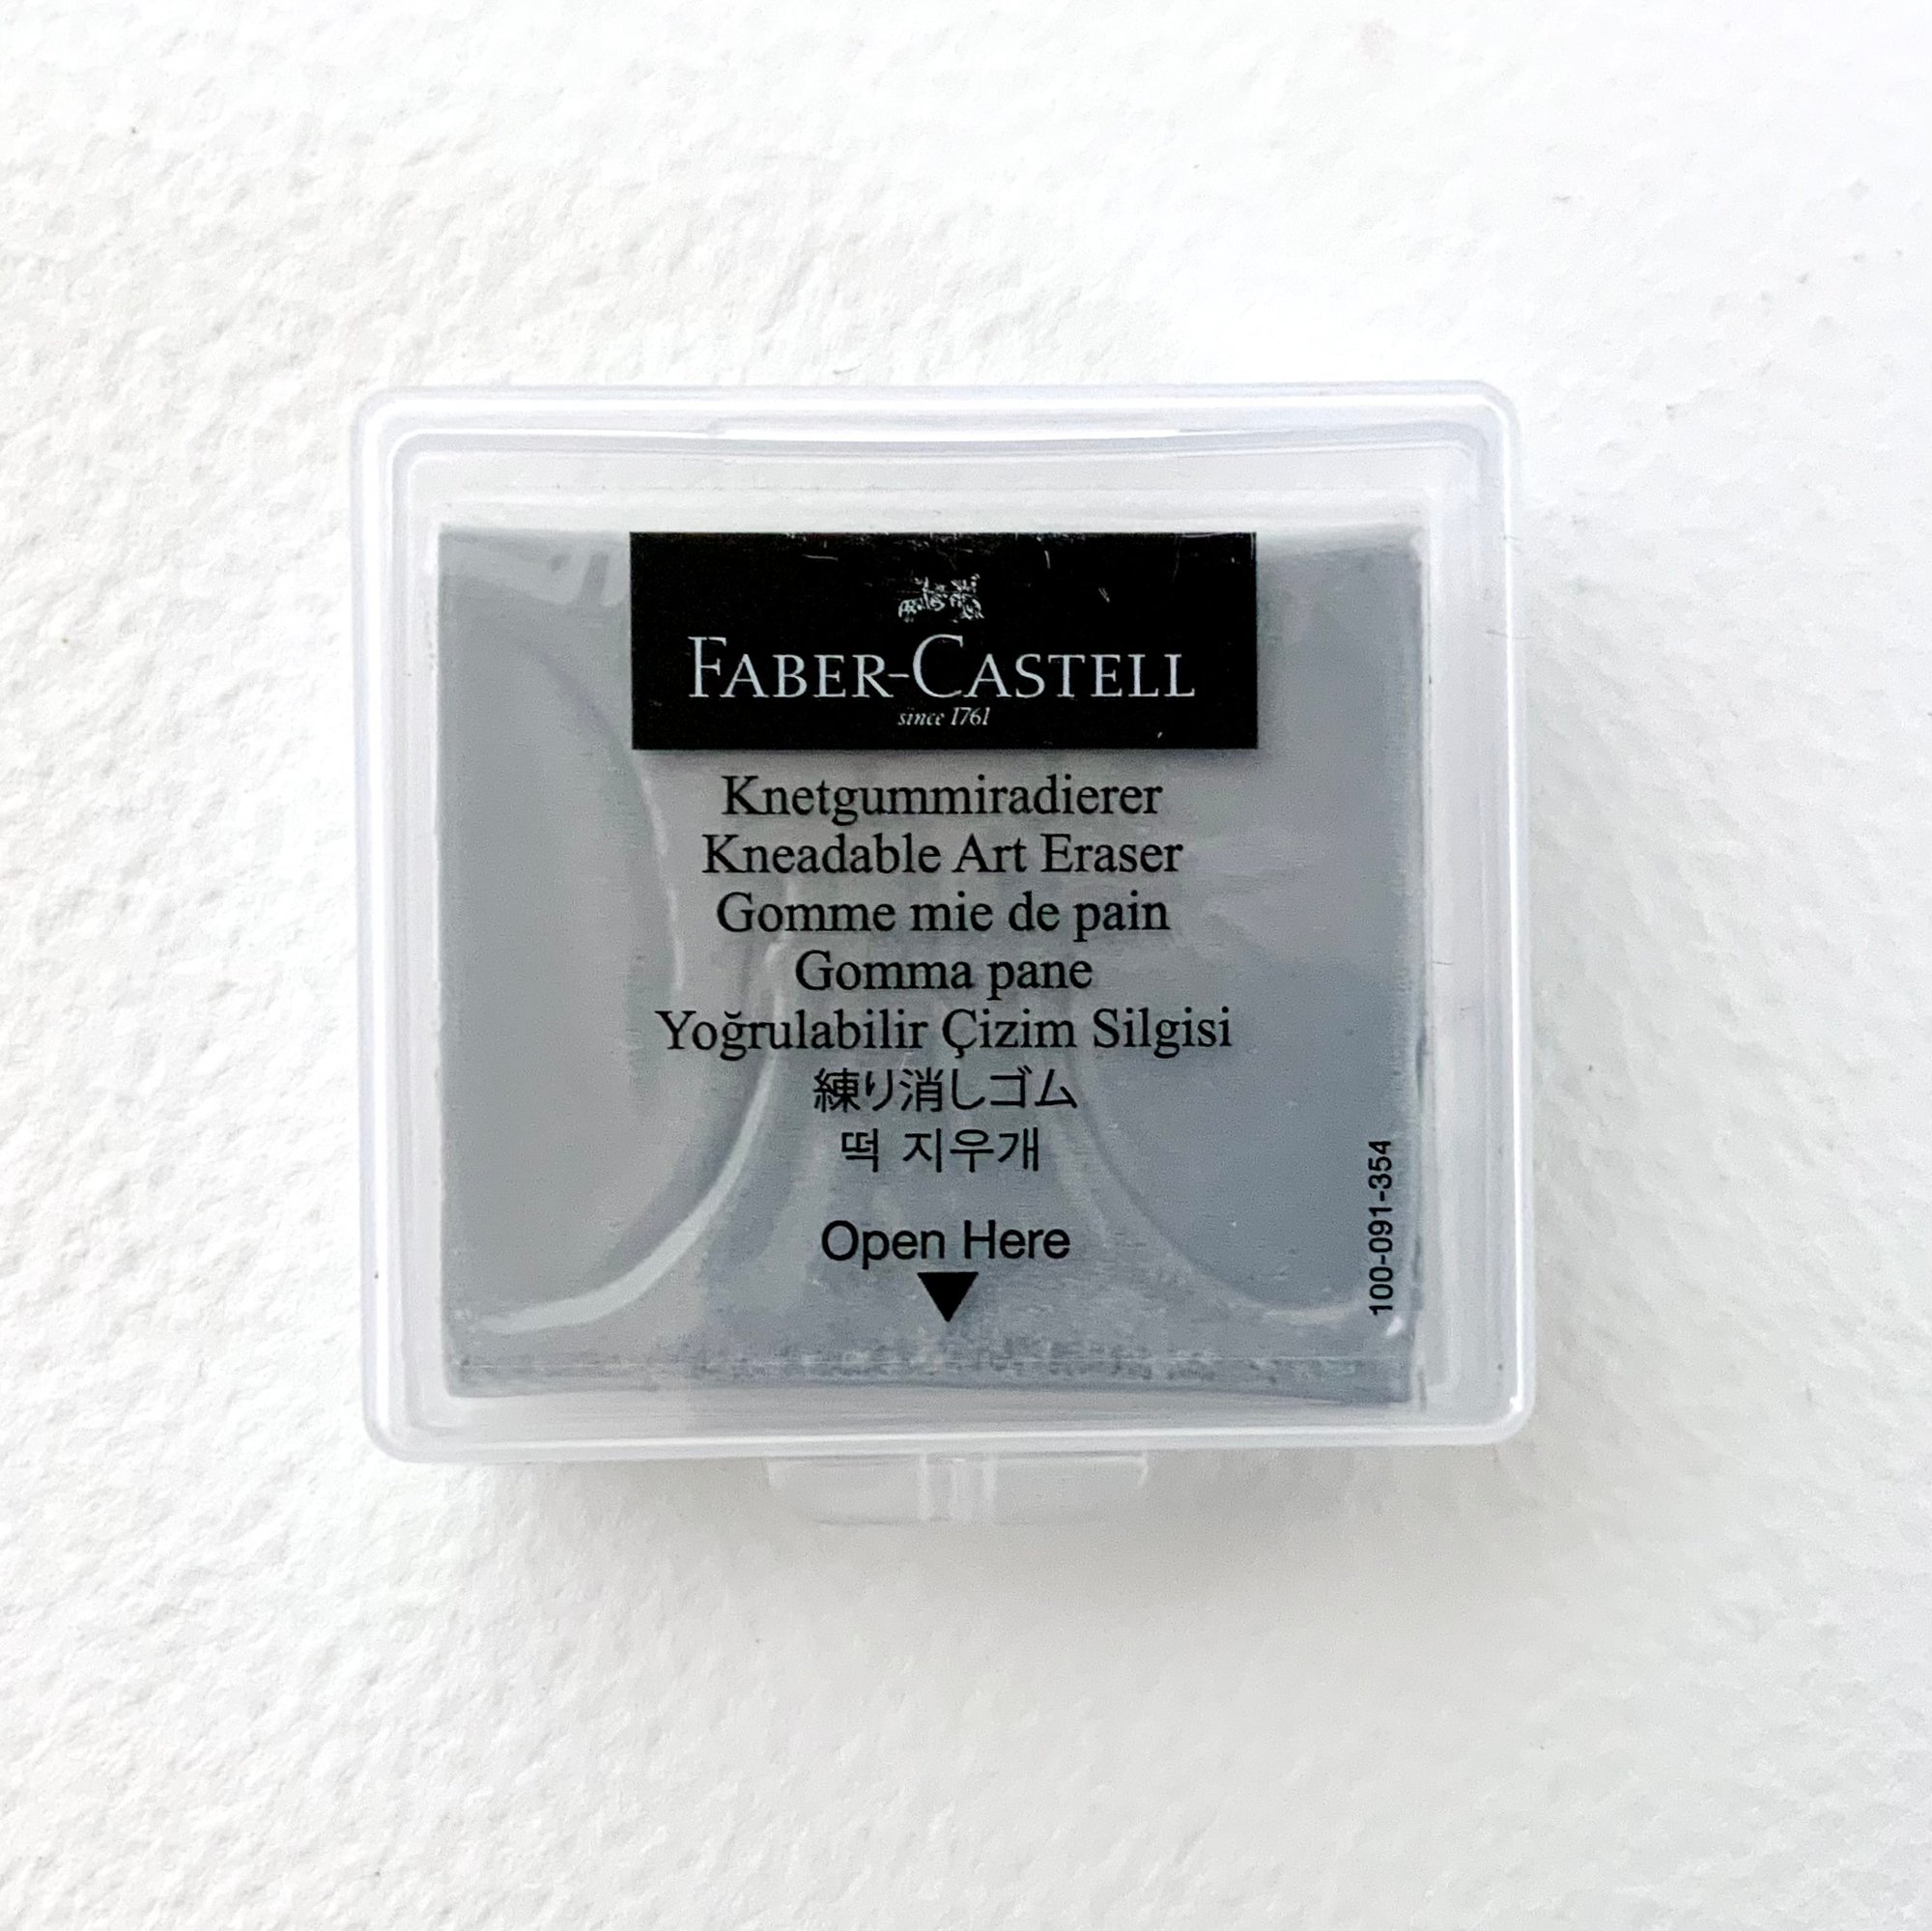 FABER-CASTELL
since 1761
Knetgummiradierer
Kneadable Art Eraser
Gomme mie de pain
Gomma pane
Yoğrulabilir Çizim Silgisi
練り消しゴム
떡 지우개
Open Here
100-091-354